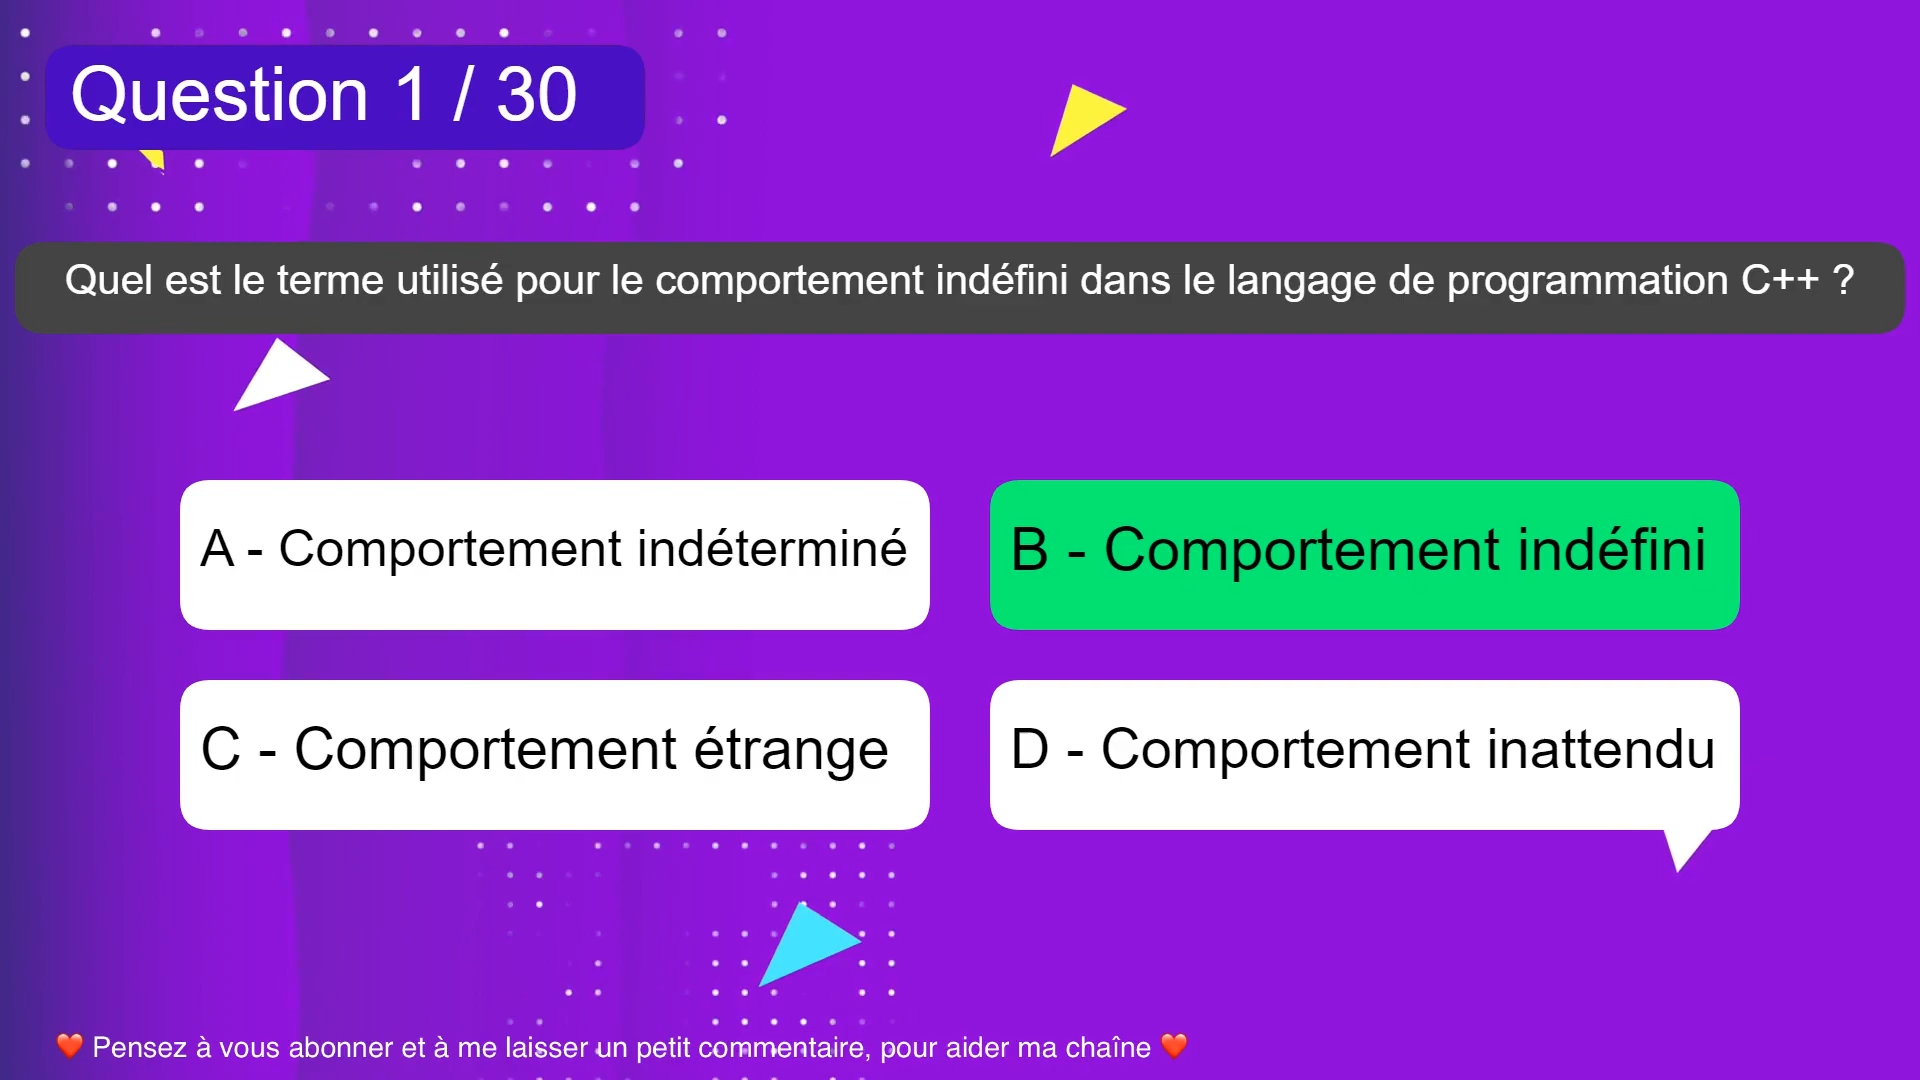 Question 1 / 30
Quel est le terme utilisé pour le comportement indéfini dans le langage de programmation C++ ?
A - Comportement indéterminé
B - Comportement indéfini
C - Comportement étrange
D - Comportement inattendu
❤️ Pensez à vous abonner et à me laisser un petit commentaire, pour aider ma chaîne ❤️